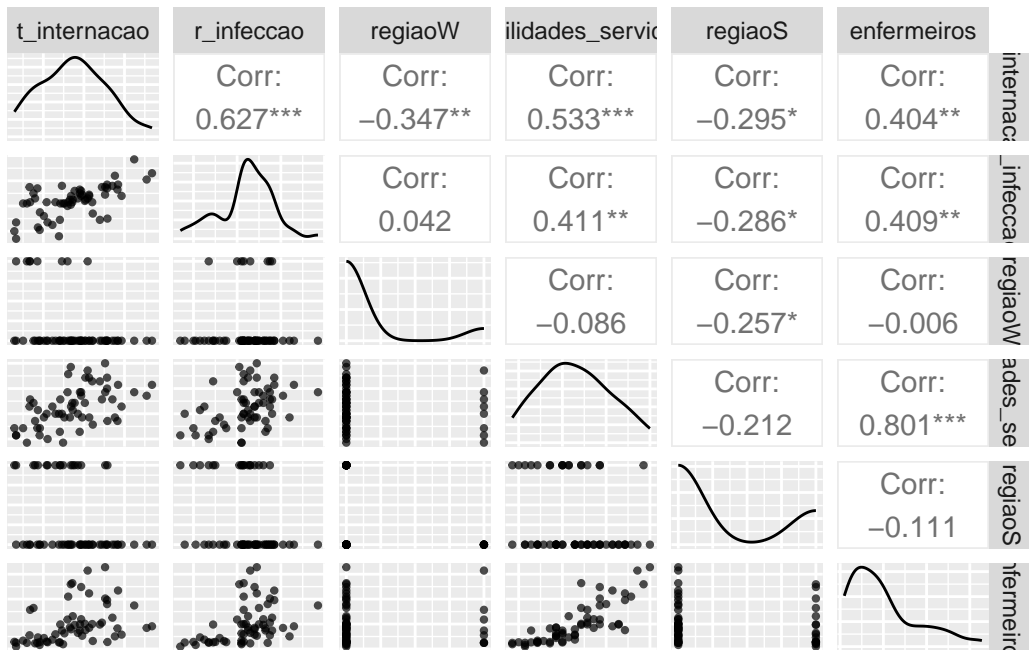 t_internacao r_infeccao regiaoW ilidades_servic regiaoS enfermeiros
Corr: Corr: Corr: Corr: Corr:
0.627*** −0.347** 0.533*** −0.295* 0.404**
internaca
Corr: Corr: Corr: Corr:
0.042 0.411** −0.286* 0.409**
_infecca
Corr: Corr: Corr:
−0.086 −0.257* −0.006
regiaoW
Corr: Corr:
−0.212 0.801***
ades_se
Corr:
−0.111
regiaoS
nfermeiro